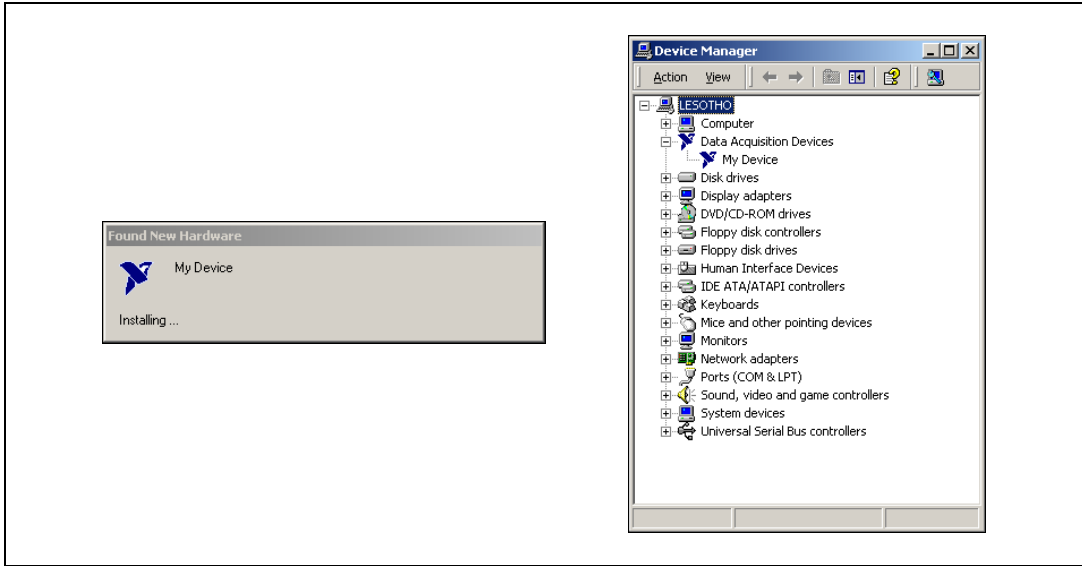 Found New Hardware
My Device
Installing ...
Device Manager
Action View
LESOTHO
Computer
Data Acquisition Devices
My Device
Disk drives
Display adapters
DVD/CD-ROM drives
Floppy disk controllers
Floppy disk drives
Human Interface Devices
IDE ATA/ATAPI controllers
Keyboards
Mice and other pointing devices
Monitors
Network adapters
Ports (COM & LPT)
Sound, video and game controllers
System devices
Universal Serial Bus controllers